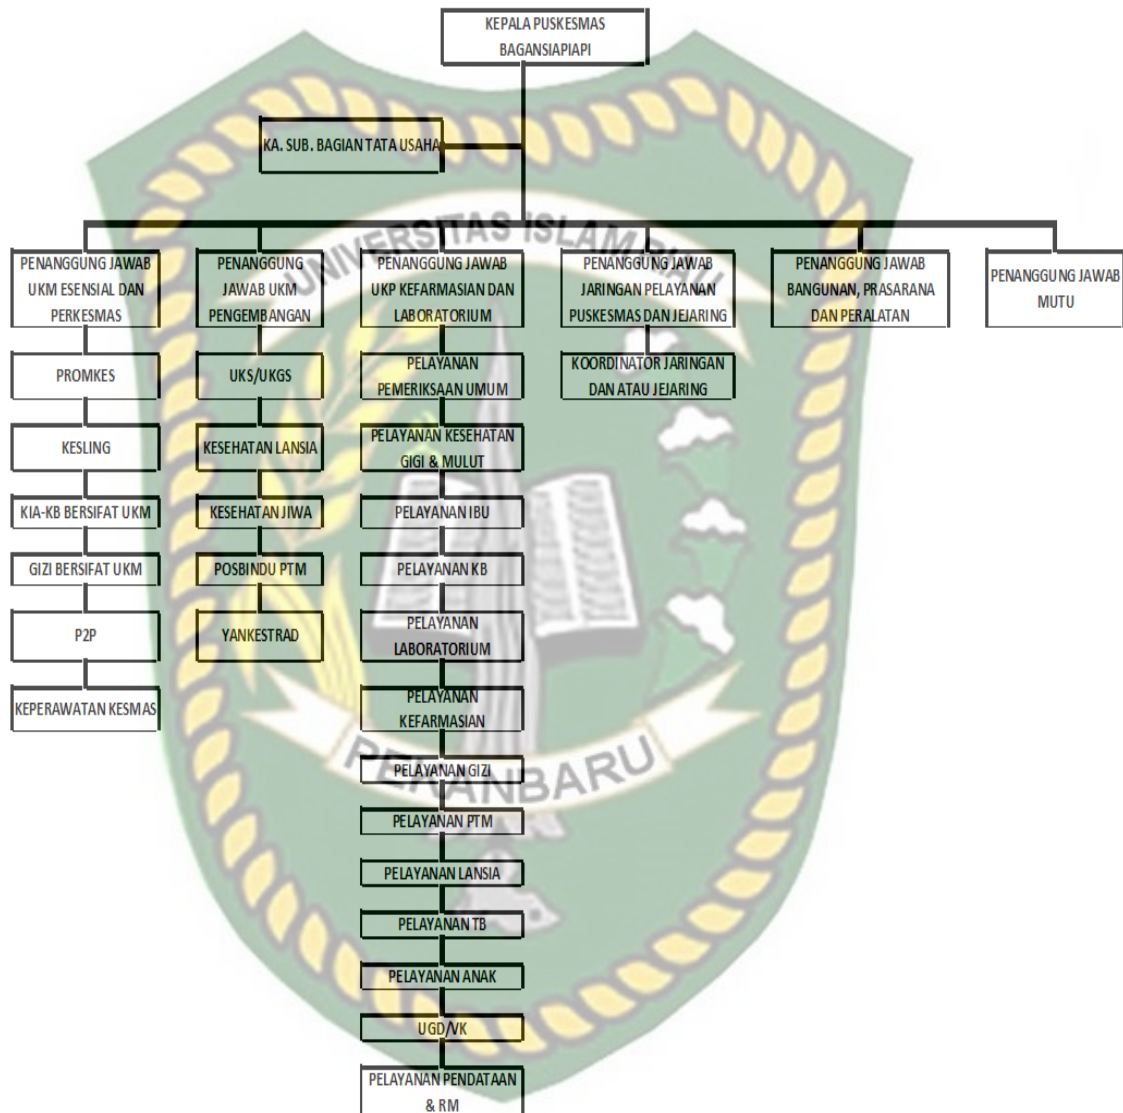 KEPALA PUSKESMAS
BAGANSIAPIAPI
KA. SUB. BAGIAN TATA USAHA
UNIVERSITAS ISLAM RIAU
PENANGGUNG JAWAB
UKM ESENSIAL DAN
PERKESMAS
PENANGGUNG
JAWAB UKM
PENGEMBANGAN
PENANGGUNG JAWAB
UKP KEFARMASIAN DAN
LABORATORIUM
PENANGGUNG JAWAB
JARINGAN PELAYANAN
PUSKESMAS DAN JEJARING
PENANGGUNG JAWAB
BANGUNAN, PRASARANA
DAN PERALATAN
PENANGGUNG JAWAB
MUTU
PROMKES
KESLING
KIA-KB BERSIFAT UKM
GIZI BERSIFAT UKM
P2P
KEPERAWATAN KESMAS
UKS/UKGS
KESEHATAN LANSIA
KESEHATAN JIWA
POSBINDU PTM
YANKESTRAD
PELAYANAN
PEMERIKSAAN UMUM
PELAYANAN KESEHATAN
GIGI & MULUT
PELAYANAN IBU
PELAYANAN KB
PELAYANAN
LABORATORIUM
PELAYANAN
KEFARMASIAN
PELAYANAN GIZI
PELAYANAN PTM
PELAYANAN LANSIA
PELAYANAN TB
PELAYANAN ANAK
UGD/VK
PELAYANAN PENDATAAN
& RM
KOORDINATOR JARINGAN
DAN ATAU JEJARING
PEKANBARU